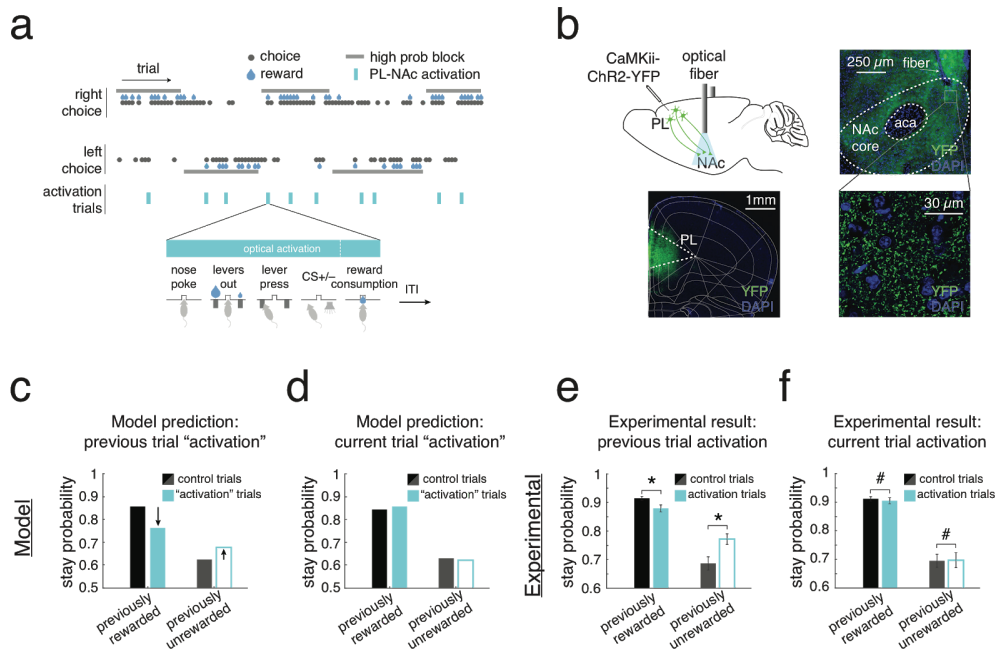 a
choice
reward
high prob block
PL-NAc activation
trial
right
choice
left
choice
activation
trials
optical activation
nose
poke
levers
out
lever
press
CS+/–
reward
consumption
ITI
b
CaMKii-
ChR2-YFP
optical
fiber
PL
NAc
250 µm
fiber
aca
NAc
core
YFP
DAPI
1mm
PL
YFP
DAPI
30 µm
YFP
DAPI
c
Model prediction:
previous trial “activation”
Model
stay probability
1
0.9
0.8
0.7
0.6
0.5
control trials
“activation” trials
previously
rewarded
previously
unrewarded
d
Model prediction:
current trial “activation”
stay probability
1
0.9
0.8
0.7
0.6
0.5
control trials
“activation” trials
previously
rewarded
previously
unrewarded
e
Experimental result:
previous trial activation
Experimental
stay probability
1
0.9
0.8
0.7
0.6
control trials
activation trials
*
*
previously
rewarded
previously
unrewarded
f
Experimental result:
current trial activation
stay probability
1
0.9
0.8
0.7
0.6
control trials
activation trials
#
#
previously
rewarded
previously
unrewarded